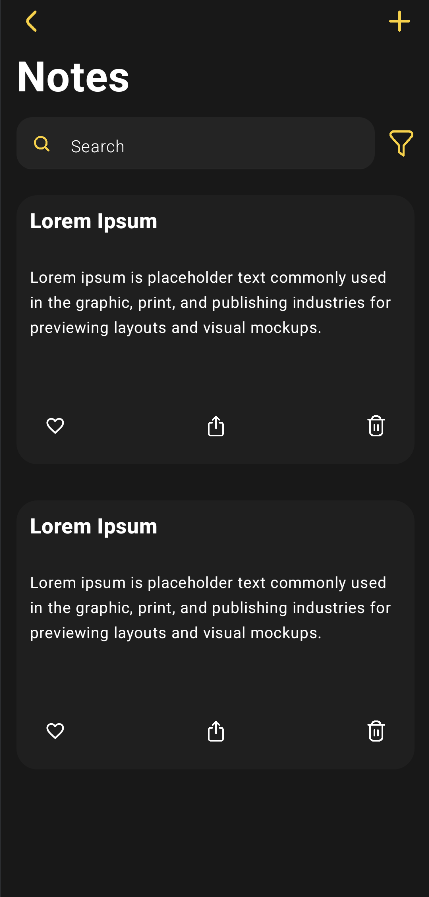 Notes
Search
Lorem Ipsum
Lorem ipsum is placeholder text commonly used
in the graphic, print, and publishing industries for
previewing layouts and visual mockups.
Lorem Ipsum
Lorem ipsum is placeholder text commonly used
in the graphic, print, and publishing industries for
previewing layouts and visual mockups.